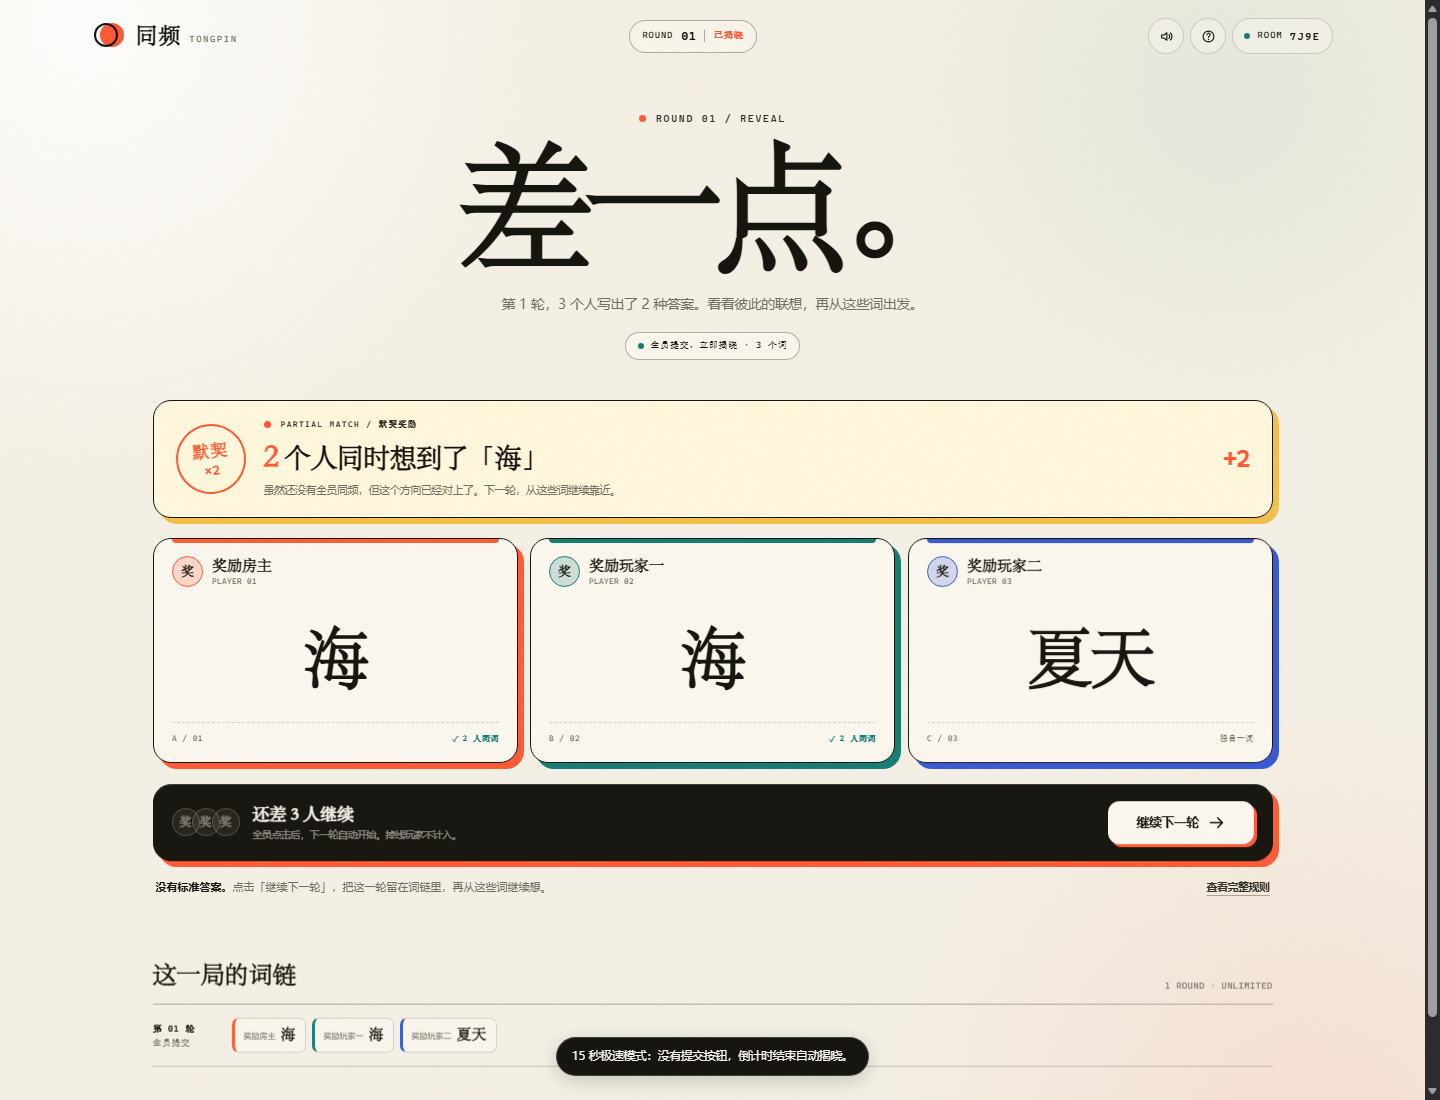 同频 TONGPIN
ROUND 01 | 已揭晓
ROOM 7J9E
ROUND 01 / REVEAL
差一点。
第 1 轮，3 个人写出了 2 种答案。看看彼此的联想，再从这些词出发。
全员提交，立即揭晓 · 3 个词
默契
×2
PARTIAL MATCH / 默契奖励
2 个人同时想到了「海」
虽然还没有全员同频，但这个方向已经对上了。下一轮，从这些词继续靠近。
+2
奖 奖励房主
PLAYER 01
海
A / 01 ✓ 2 人同词
奖 奖励玩家一
PLAYER 02
海
B / 02 ✓ 2 人同词
奖 奖励玩家二
PLAYER 03
夏天
C / 03 独自一词
奖 奖 奖
还差 3 人继续
全员点击后，下一轮自动开始。掉线玩家不计入。
继续下一轮 →
没有标准答案。点击「继续下一轮」，把这一轮留在词链里，再从这些词继续想。
查看完整规则
这一局的词链
1 ROUND · UNLIMITED
第 01 轮
全员提交
奖励房主 海
奖励玩家一 海
奖励玩家二 夏天
15 秒极速模式：没有提交按钮，倒计时结束自动揭晓。